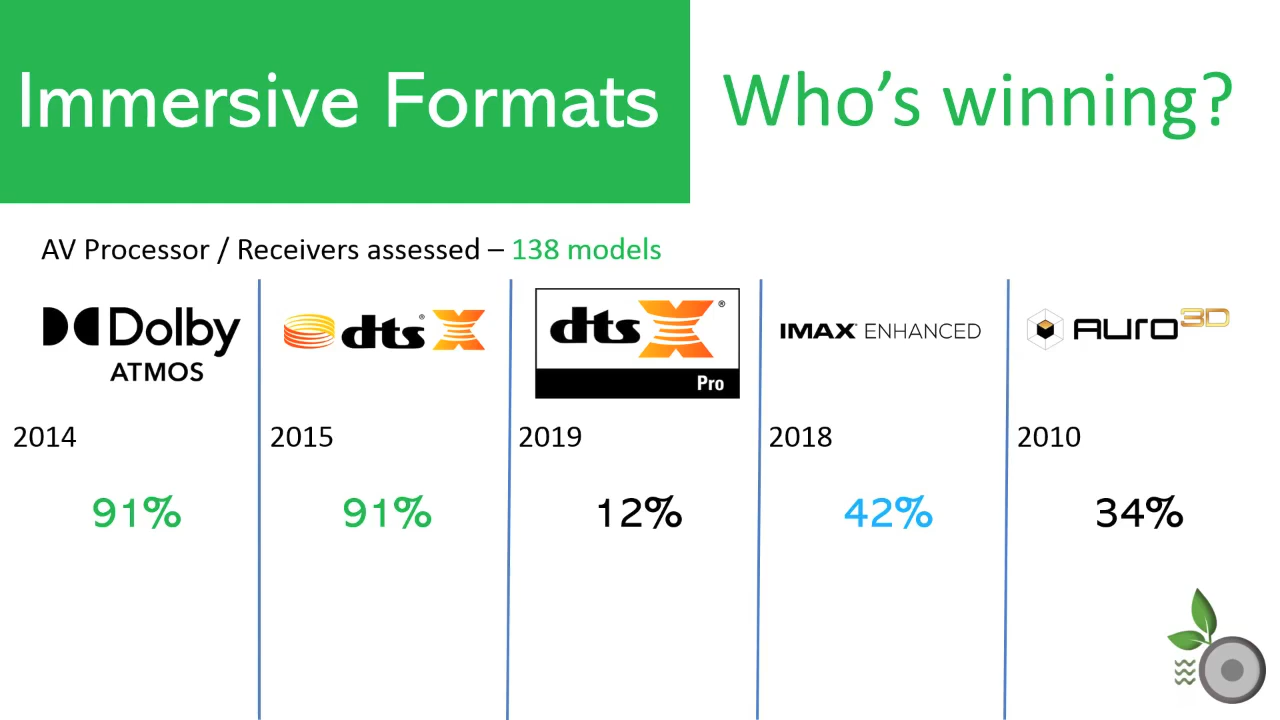 Immersive Formats
Who's winning?
AV Processor / Receivers assessed – 138 models
Dolby
ATMOS
dts® X
dts X®
Pro
IMAX® ENHANCED
AURO 3D
2014
2015
2019
2018
2010
91%
91%
12%
42%
34%